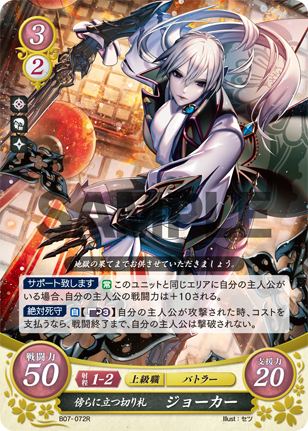 3
2
SAMPLE
地獄の果てまでお供させていただきましょう。
サポート致します 常 このユニットと同じエリアに自分の主人公が
いる場合、自分の主人公の戦闘力は+10される。
絶対死守 自 【 3】自分の主人公が攻撃された時、コストを
支払うなら、戦闘終了まで、自分の主人公は撃破されない。
戦闘力
50
射程 1-2 上級職 バトラー
支援力
20
傍らに立つ切り札 ジョーカー
B07-072R
Illust:セツ